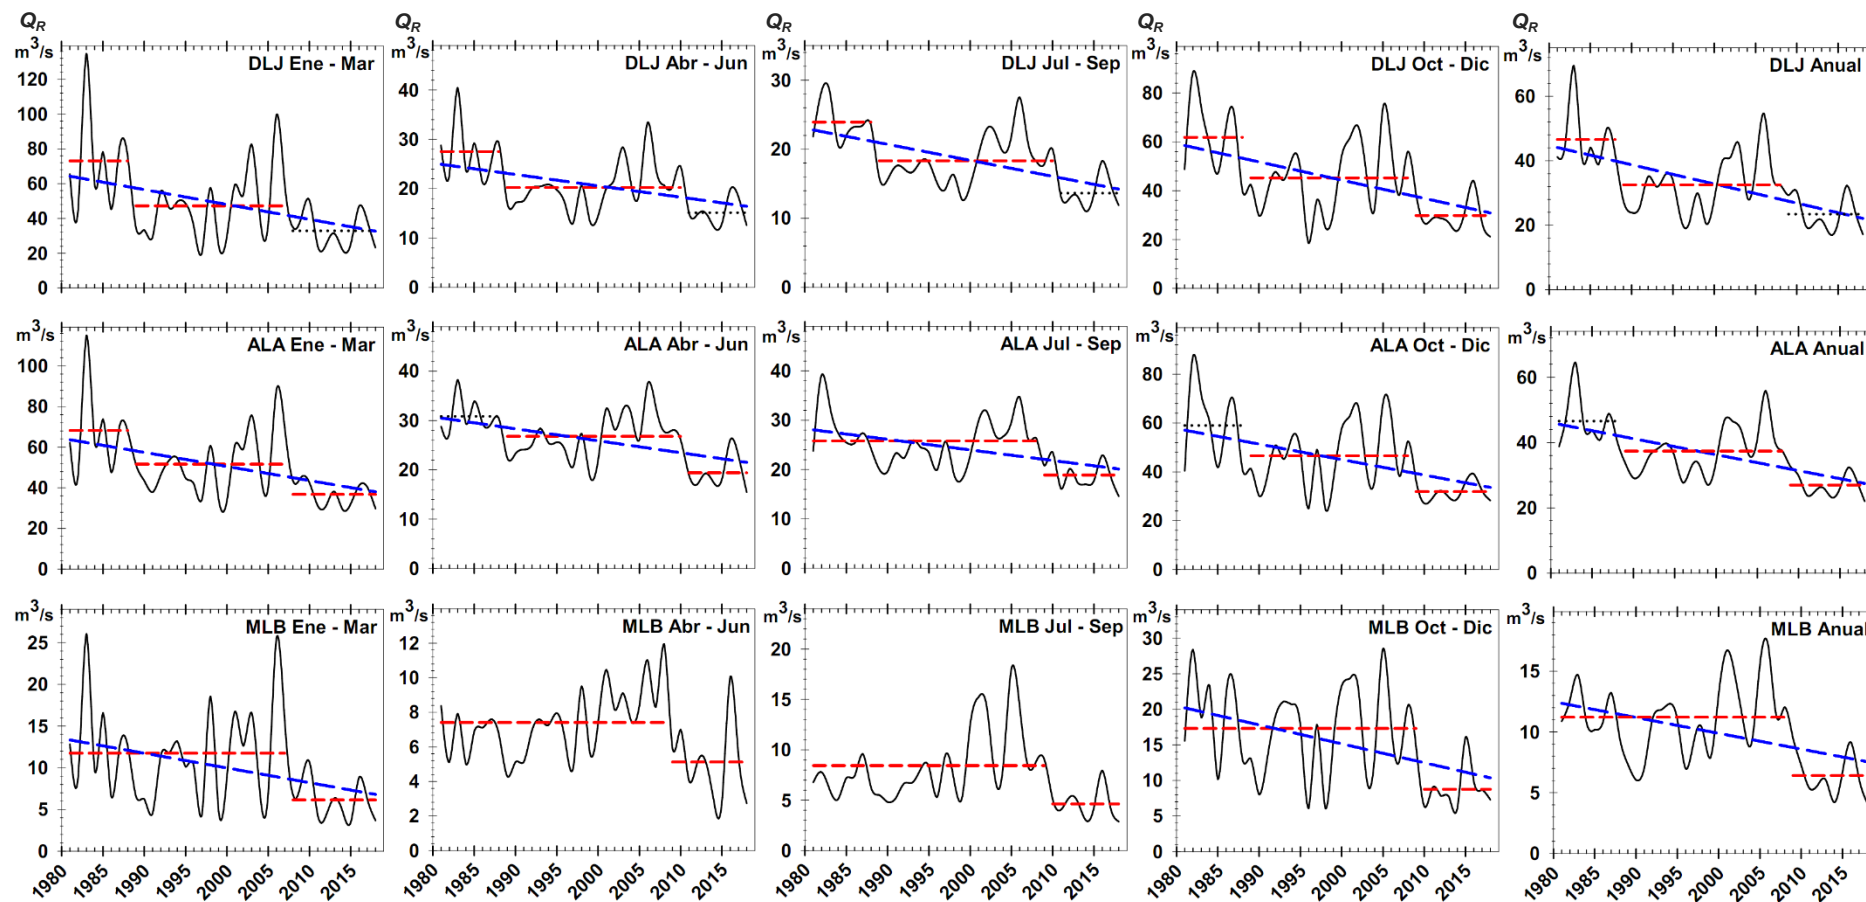 Q_R Q_R Q_R Q_R Q_R
m³/s m³/s m³/s m³/s m³/s
DLJ Ene - Mar
DLJ Abr - Jun
DLJ Jul - Sep
DLJ Oct - Dic
DLJ Anual
120 100 80 60 40 20 0
40 30 20 10 0
30 20 10 0
80 60 40 20 0
60 40 20 0
m³/s m³/s m³/s m³/s m³/s
ALA Ene - Mar
ALA Abr - Jun
ALA Jul - Sep
ALA Oct - Dic
ALA Anual
100 80 60 40 20 0
40 30 20 10 0
40 30 20 10 0
80 60 40 20 0
60 40 20 0
m³/s m³/s m³/s m³/s m³/s
MLB Ene - Mar
MLB Abr - Jun
MLB Jul - Sep
MLB Oct - Dic
MLB Anual
25 20 15 10 5 0
12 10 8 6 4 2 0
20 15 10 5 0
30 25 20 15 10 5 0
15 10 5 0
1980 1985 1990 1995 2000 2005 2010 2015
1980 1985 1990 1995 2000 2005 2010 2015
1980 1985 1990 1995 2000 2005 2010 2015
1980 1985 1990 1995 2000 2005 2010 2015
1980 1985 1990 1995 2000 2005 2010 2015